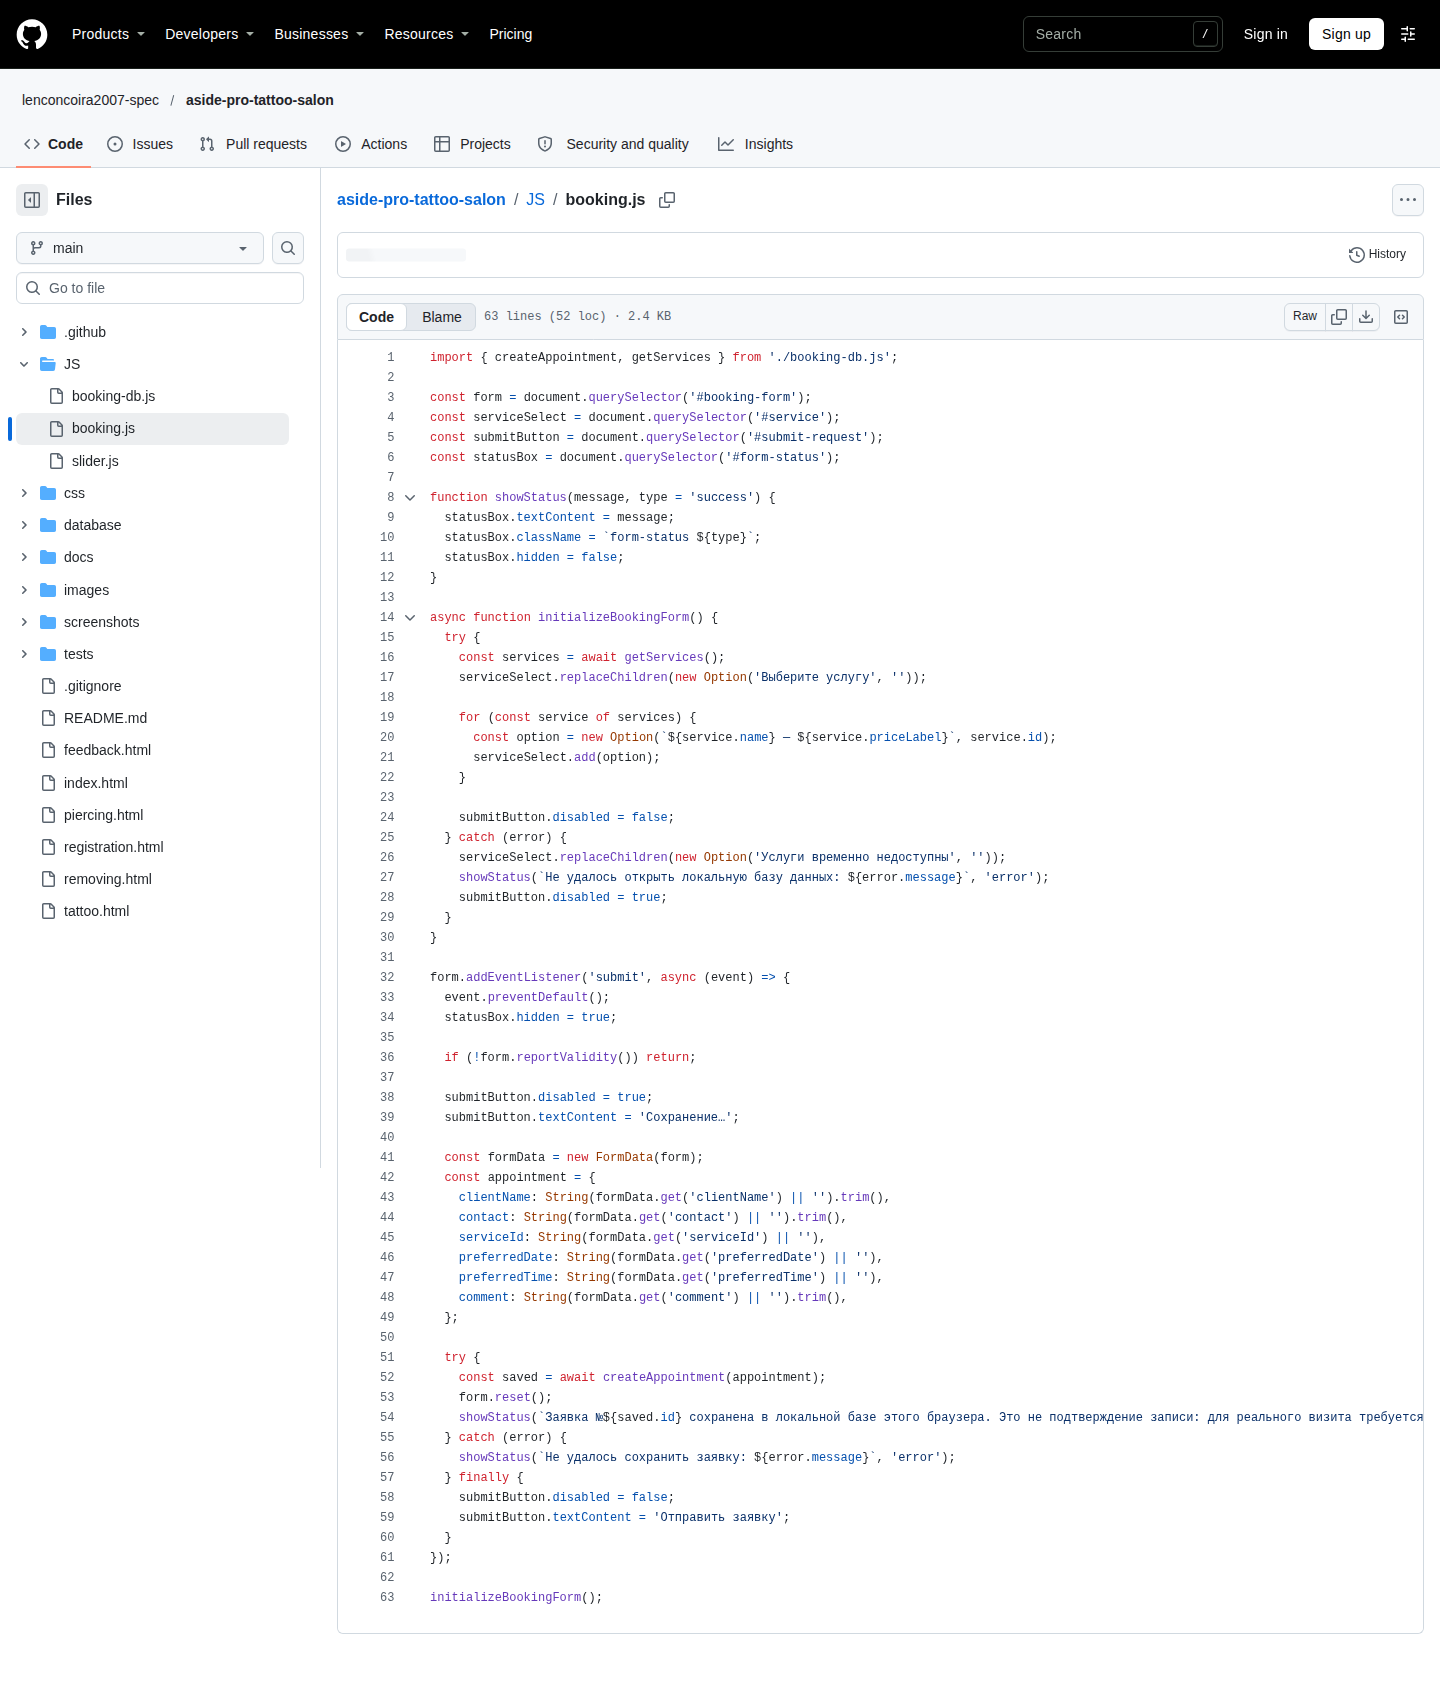 Products Developers Businesses Resources Pricing Search / Sign in Sign up
lenconcoira2007-spec / aside-pro-tattoo-salon
Code Issues Pull requests Actions Projects Security and quality Insights
Files
main
Go to file
.github
JS
booking-db.js
booking.js
slider.js
css
database
docs
images
screenshots
tests
.gitignore
README.md
feedback.html
index.html
piercing.html
registration.html
removing.html
tattoo.html
aside-pro-tattoo-salon / JS / booking.js
History
Code Blame 63 lines (52 loc) · 2.4 KB Raw
1 import { createAppointment, getServices } from './booking-db.js';
2
3 const form = document.querySelector('#booking-form');
4 const serviceSelect = document.querySelector('#service');
5 const submitButton = document.querySelector('#submit-request');
6 const statusBox = document.querySelector('#form-status');
7
8 function showStatus(message, type = 'success') {
9 statusBox.textContent = message;
10 statusBox.className = `form-status ${type}`;
11 statusBox.hidden = false;
12 }
13
14 async function initializeBookingForm() {
15 try {
16 const services = await getServices();
17 serviceSelect.replaceChildren(new Option('Выберите услугу', ''));
18
19 for (const service of services) {
20 const option = new Option(`${service.name} — ${service.priceLabel}`, service.id);
21 serviceSelect.add(option);
22 }
23
24 submitButton.disabled = false;
25 } catch (error) {
26 serviceSelect.replaceChildren(new Option('Услуги временно недоступны', ''));
27 showStatus(`Не удалось открыть локальную базу данных: ${error.message}`, 'error');
28 submitButton.disabled = true;
29 }
30 }
31
32 form.addEventListener('submit', async (event) => {
33 event.preventDefault();
34 statusBox.hidden = true;
35
36 if (!form.reportValidity()) return;
37
38 submitButton.disabled = true;
39 submitButton.textContent = 'Сохранение…';
40
41 const formData = new FormData(form);
42 const appointment = {
43 clientName: String(formData.get('clientName') || '').trim(),
44 contact: String(formData.get('contact') || '').trim(),
45 serviceId: String(formData.get('serviceId') || ''),
46 preferredDate: String(formData.get('preferredDate') || ''),
47 preferredTime: String(formData.get('preferredTime') || ''),
48 comment: String(formData.get('comment') || '').trim(),
49 };
50
51 try {
52 const saved = await createAppointment(appointment);
53 form.reset();
54 showStatus(`Заявка №${saved.id} сохранена в локальной базе этого браузера. Это не подтверждение записи: для реального визита требуется
55 } catch (error) {
56 showStatus(`Не удалось сохранить заявку: ${error.message}`, 'error');
57 } finally {
58 submitButton.disabled = false;
59 submitButton.textContent = 'Отправить заявку';
60 }
61 });
62
63 initializeBookingForm();